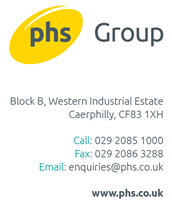 phs Group
Block B, Western Industrial Estate
Caerphilly, CF83 1XH
Call: 029 2085 1000
Fax: 029 2086 3288
Email: enquiries@phs.co.uk
www.phs.co.uk